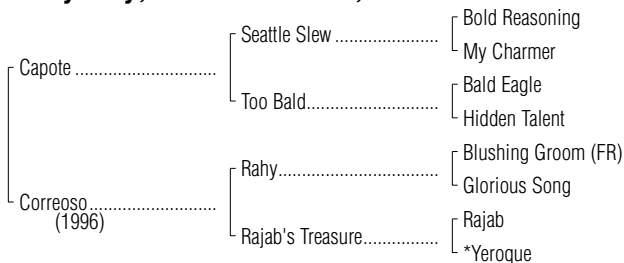 Bold Reasoning
Seattle Slew
My Charmer
Capote
Bald Eagle
Too Bald
Hidden Talent
Blushing Groom (FR)
Rahy
Glorious Song
Correoso
(1996)
Rajab
Rajab's Treasure
*Yeroque